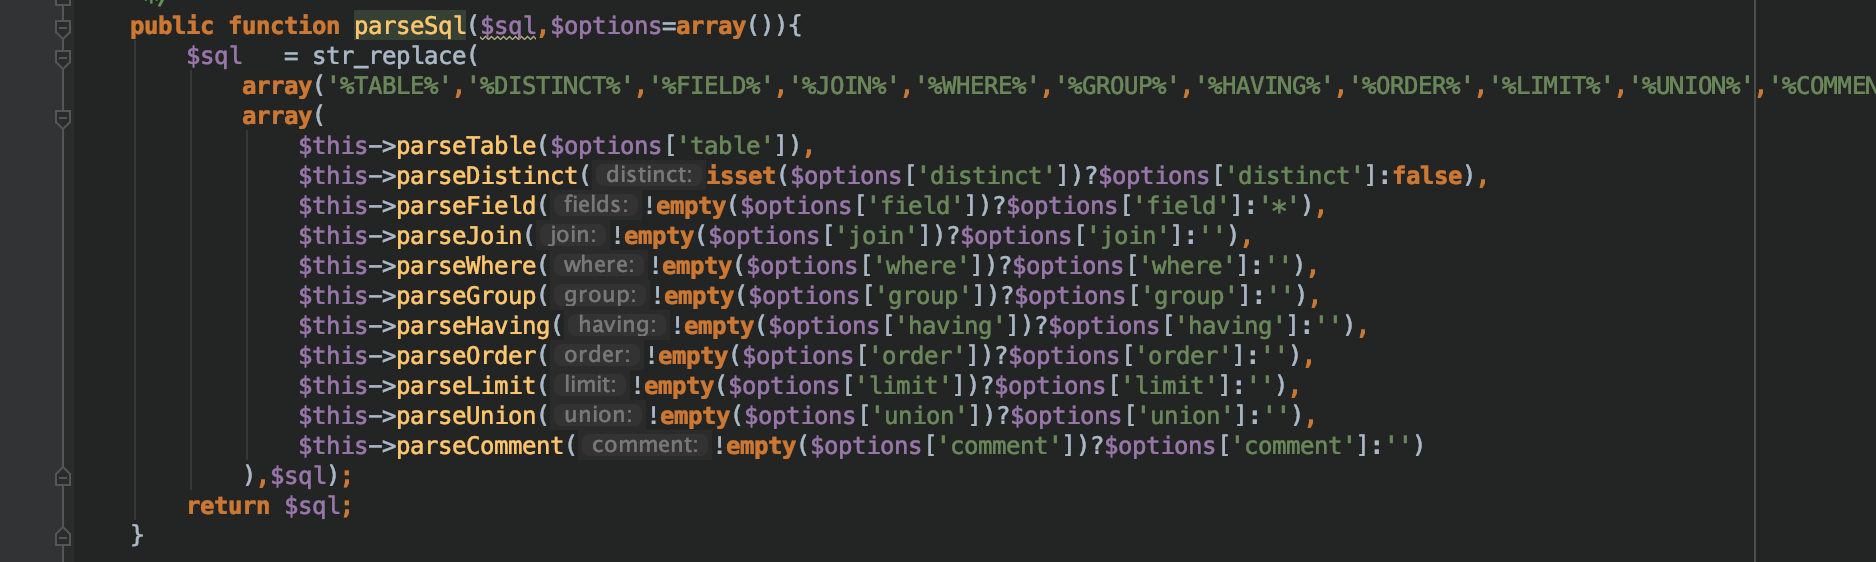 */
public function parseSql($sql,$options=array()){
$sql   = str_replace(
array('%TABLE%','%DISTINCT%','%FIELD%','%JOIN%','%WHERE%','%GROUP%','%HAVING%','%ORDER%','%LIMIT%','%UNION%','%COMMEN
array(
$this->parseTable($options['table']),
$this->parseDistinct( distinct: isset($options['distinct'])?$options['distinct']:false),
$this->parseField( fields: !empty($options['field'])?$options['field']:'*'),
$this->parseJoin( join: !empty($options['join'])?$options['join']:''),
$this->parseWhere( where: !empty($options['where'])?$options['where']:''),
$this->parseGroup( group: !empty($options['group'])?$options['group']:''),
$this->parseHaving( having: !empty($options['having'])?$options['having']:''),
$this->parseOrder( order: !empty($options['order'])?$options['order']:''),
$this->parseLimit( limit: !empty($options['limit'])?$options['limit']:''),
$this->parseUnion( union: !empty($options['union'])?$options['union']:''),
$this->parseComment( comment: !empty($options['comment'])?$options['comment']:'')
),$sql);
return $sql;
}